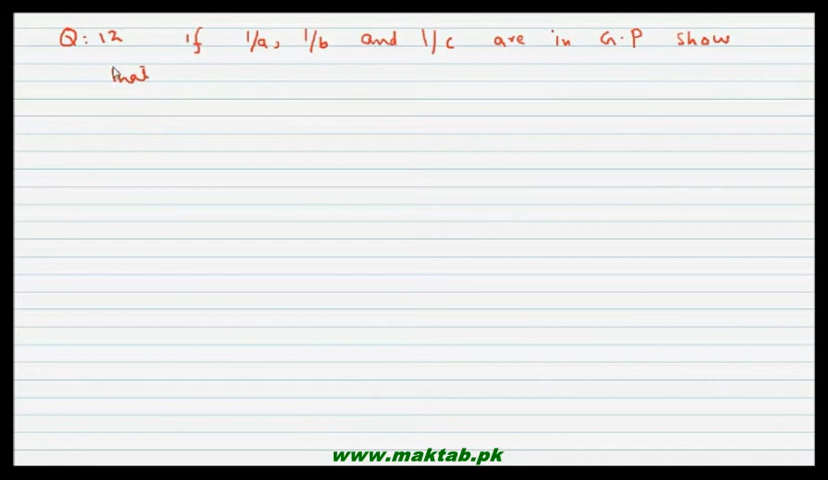 Q: 12 if 1/a, 1/b and 1/c are in G.P show
that
www.maktab.pk